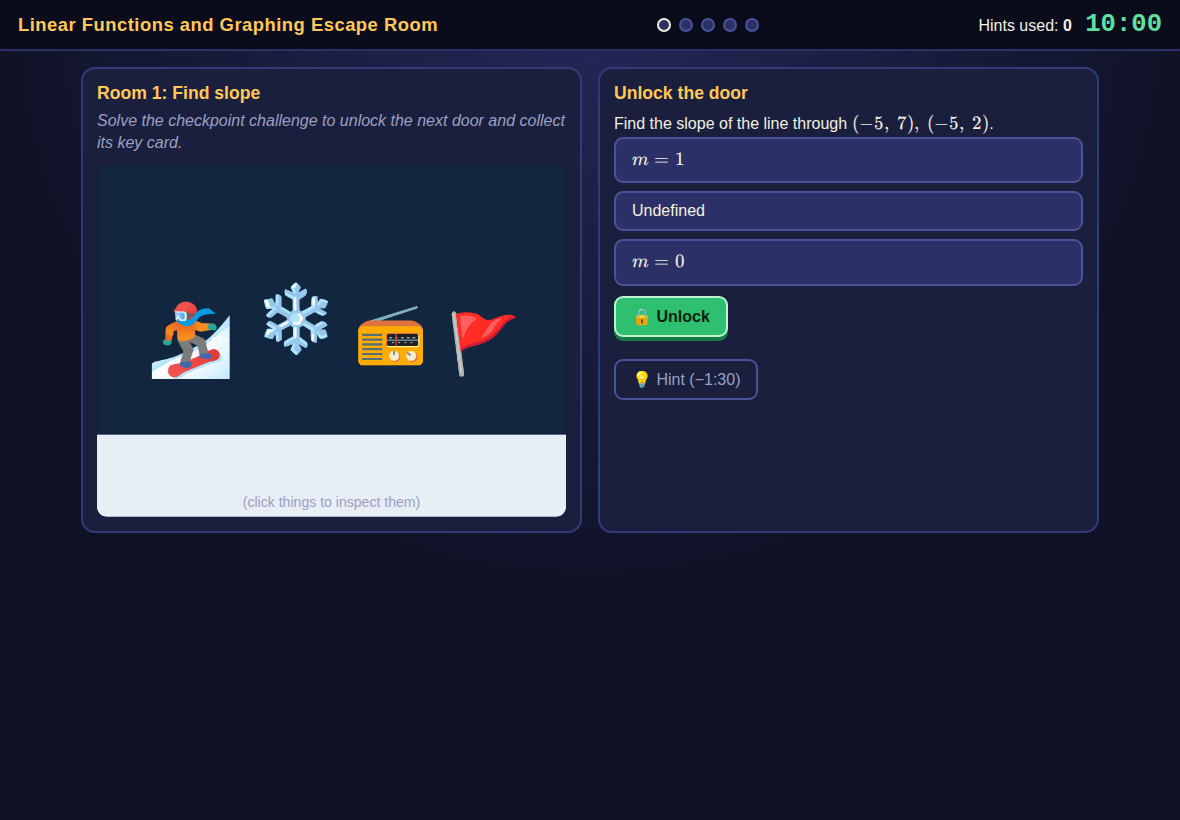 Linear Functions and Graphing Escape Room
Hints used: 0 10:00
Room 1: Find slope
Solve the checkpoint challenge to unlock the next door and collect
its key card.
(click things to inspect them)
Unlock the door
Find the slope of the line through (−5, 7), (−5, 2).
m = 1
Undefined
m = 0
🔒 Unlock
💡 Hint (−1:30)